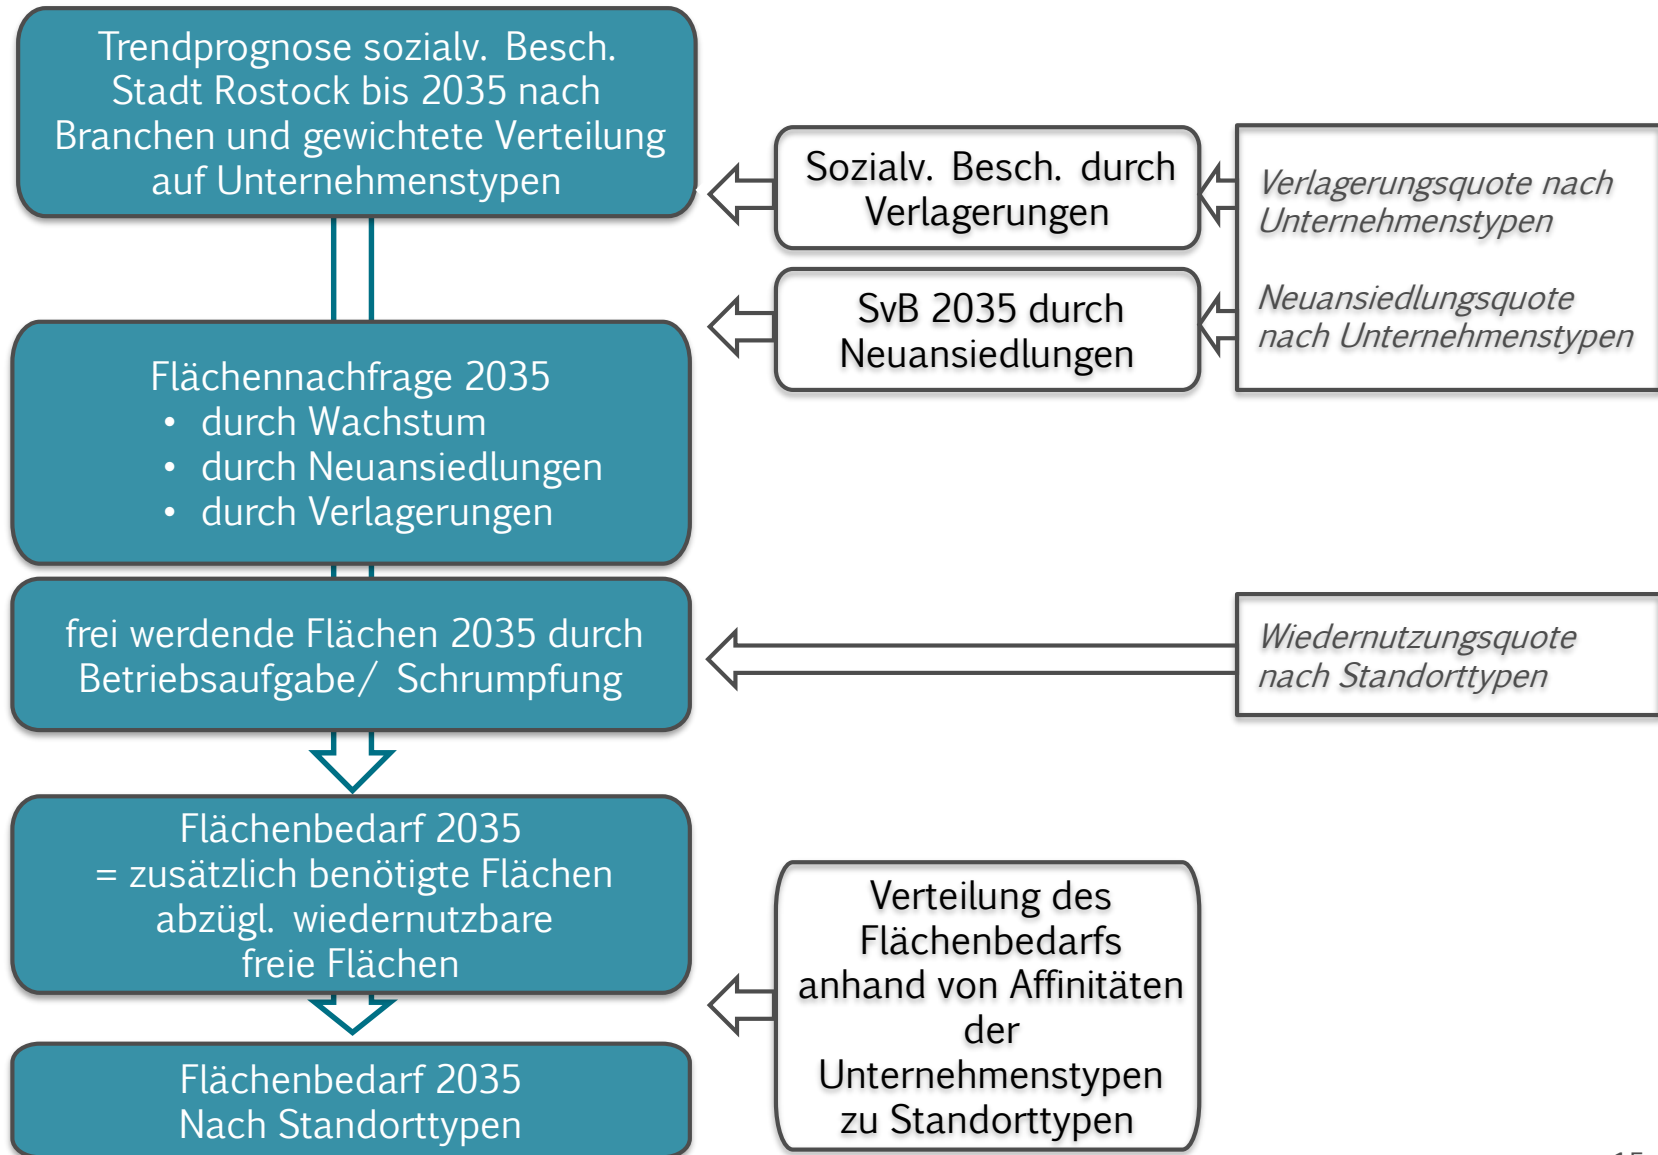 Trendprognose sozialv. Besch.
Stadt Rostock bis 2035 nach
Branchen und gewichtete Verteilung
auf Unternehmenstypen
Sozialv. Besch. durch
Verlagerungen
Verlagerungsquote nach
Unternehmenstypen
SvB 2035 durch
Neuansiedlungen
Neuansiedlungsquote
nach Unternehmenstypen
Flächennachfrage 2035
• durch Wachstum
• durch Neuansiedlungen
• durch Verlagerungen
frei werdende Flächen 2035 durch
Betriebsaufgabe/ Schrumpfung
Wiedernutzungsquote
nach Standorttypen
Flächenbedarf 2035
= zusätzlich benötigte Flächen
abzügl. wiedernutzbare
freie Flächen
Verteilung des
Flächenbedarfs
anhand von Affinitäten
der
Unternehmenstypen
zu Standorttypen
Flächenbedarf 2035
Nach Standorttypen